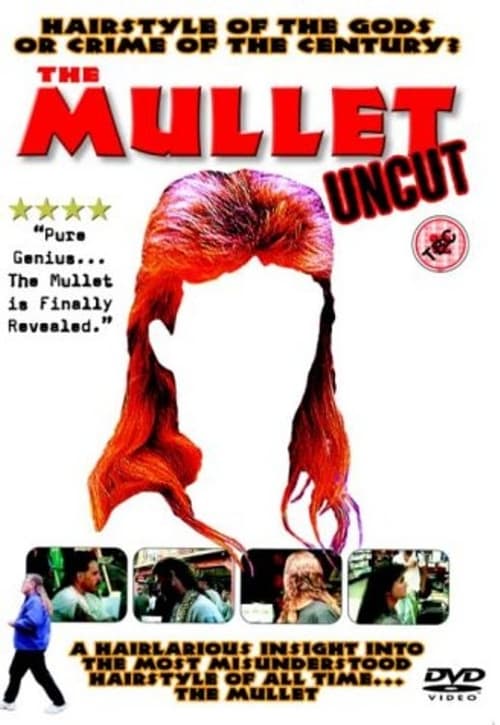 HAIRSTYLE OF THE GODS
OR CRIME OF THE CENTURY?
THE
MULLET
UNCUT
TBC
"Pure
Genius...
The Mullet
is Finally
Revealed."
A HAIRLARIOUS INSIGHT INTO
THE MOST MISUNDERSTOOD
HAIRSTYLE OF ALL TIME...
THE MULLET
DVD
VIDEO